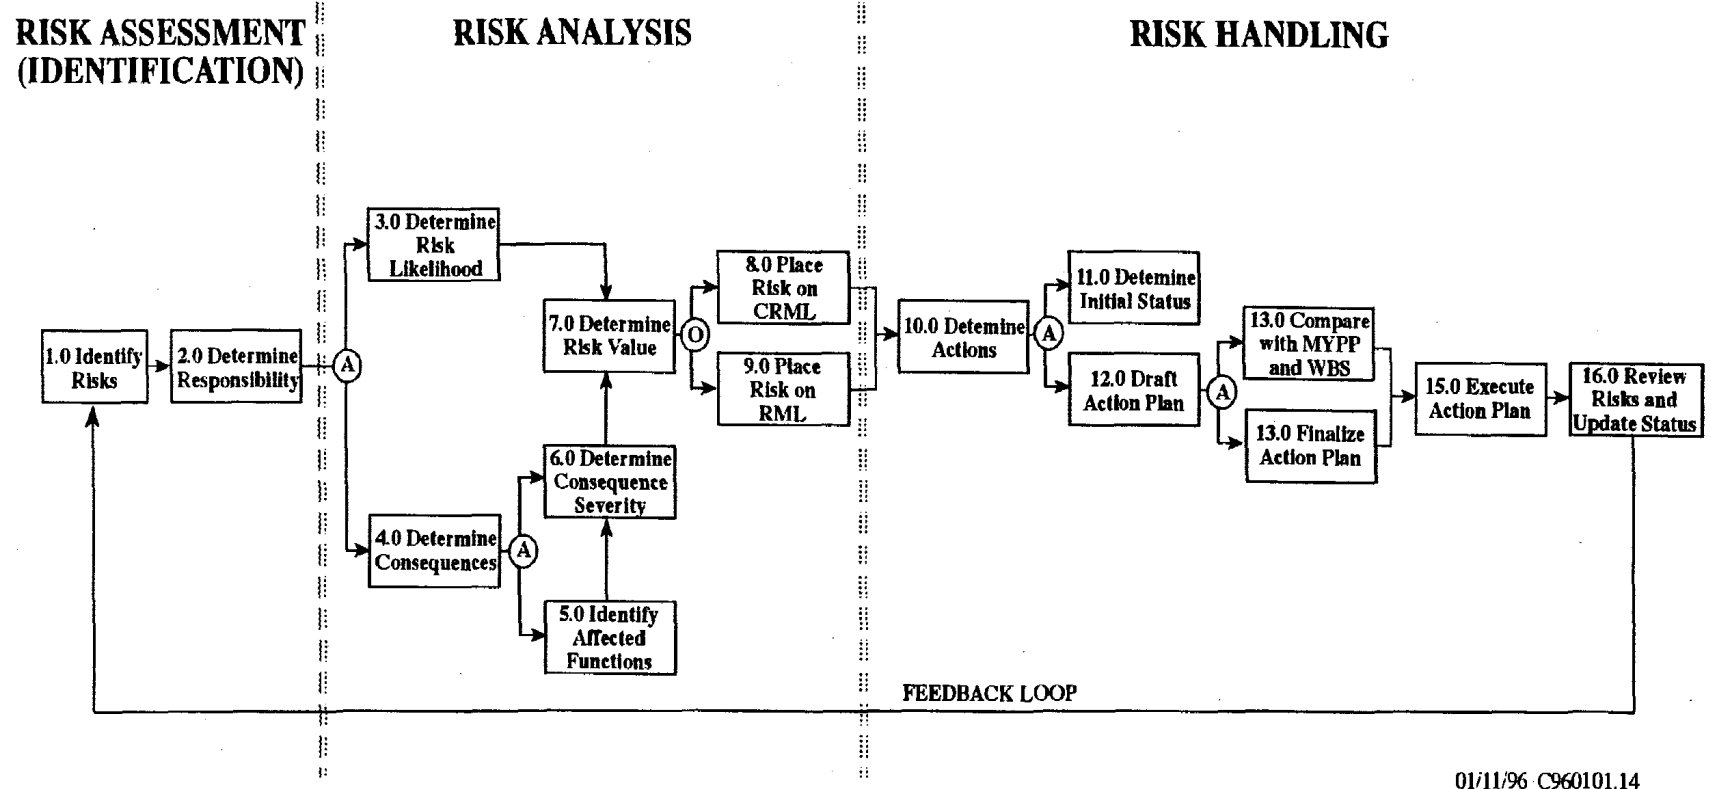 RISK ASSESSMENT
(IDENTIFICATION)
RISK ANALYSIS
RISK HANDLING
1.0 Identify
Risks
2.0 Determine
Responsibility
A
3.0 Determine
Risk
Likelihood
4.0 Determine
Consequences
A
5.0 Identify
Affected
Functions
6.0 Determine
Consequence
Severity
7.0 Determine
Risk Value
O
8.0 Place
Risk on
CRML
9.0 Place
Risk on
RML
10.0 Detemine
Actions
A
11.0 Detemine
Initial Status
12.0 Draft
Action Plan
A
13.0 Compare
with MYPP
and WBS
13.0 Finalize
Action Plan
15.0 Execute
Action Plan
16.0 Review
Risks and
Update Status
FEEDBACK LOOP
01/11/96 C960101.14